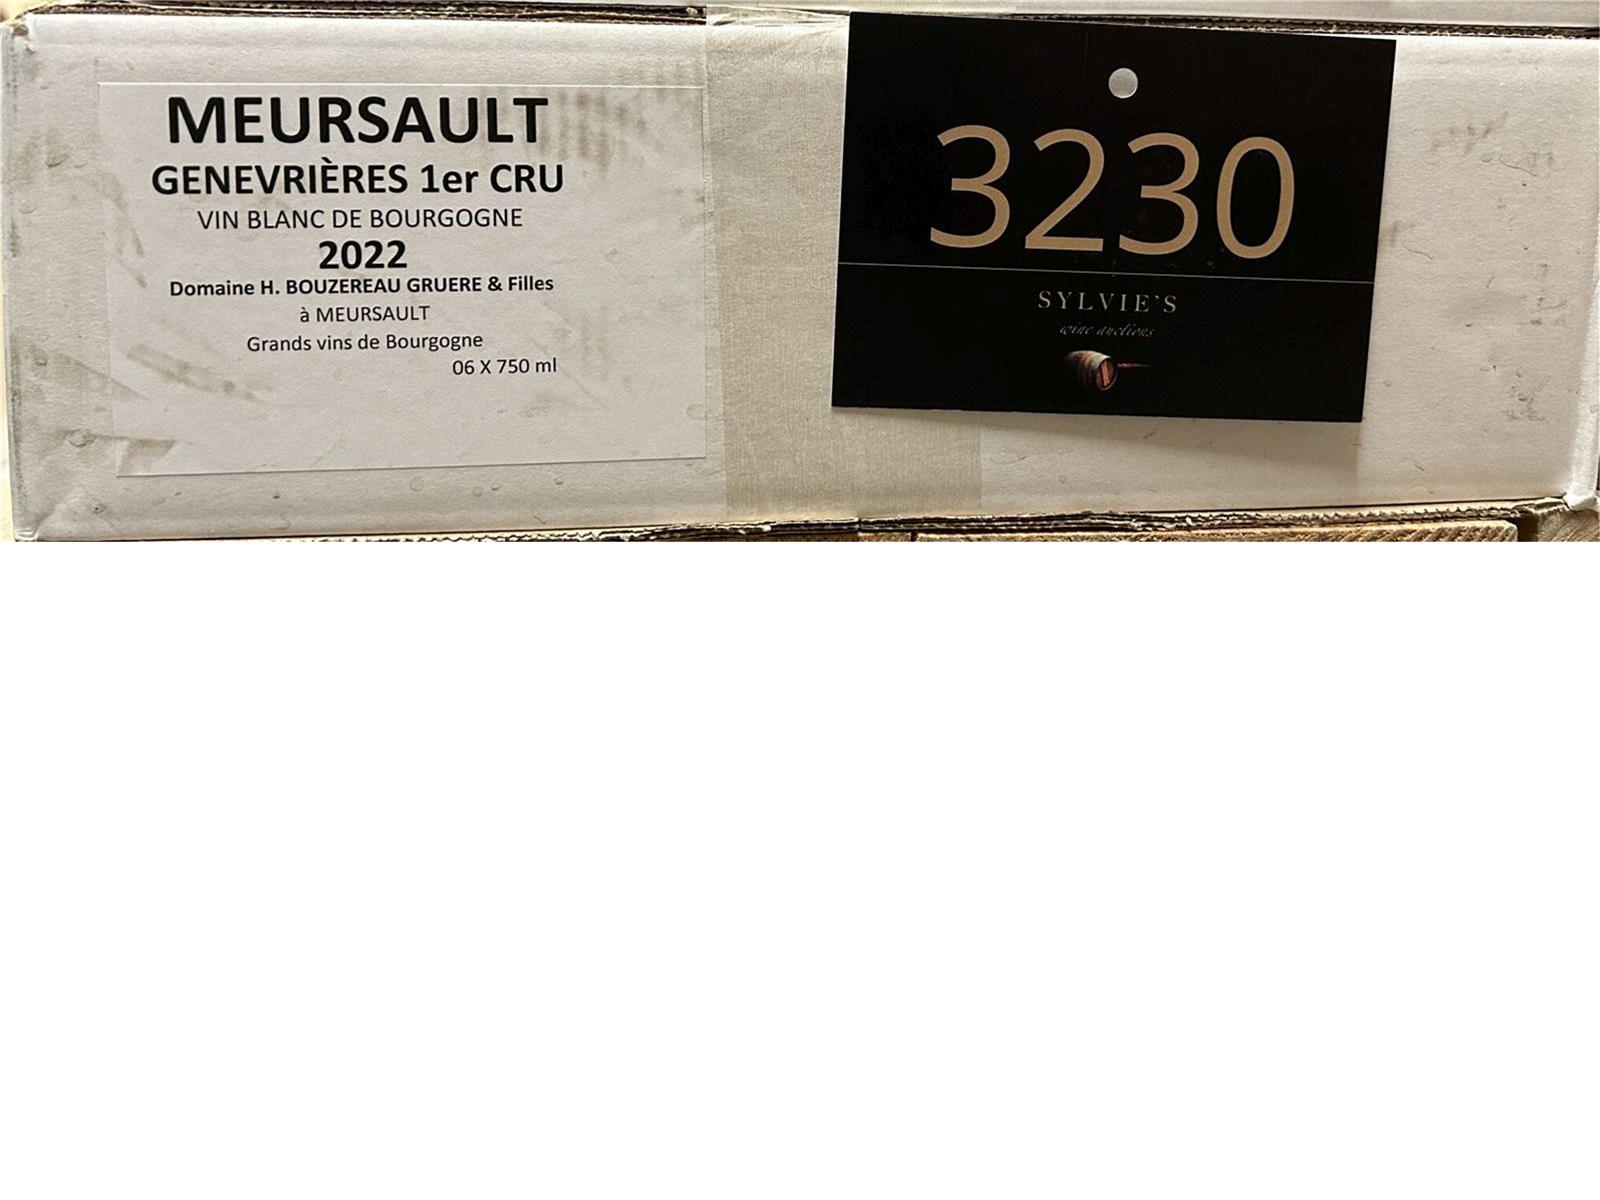 MEURSAULT
GENEVRIÈRES 1er CRU
VIN BLANC DE BOURGOGNE
2022
Domaine H. BOUZEREAU GRUERE & Filles
à MEURSAULT
Grands vins de Bourgogne
06 X 750 ml
3230
SYLVIE'S
wine auctions